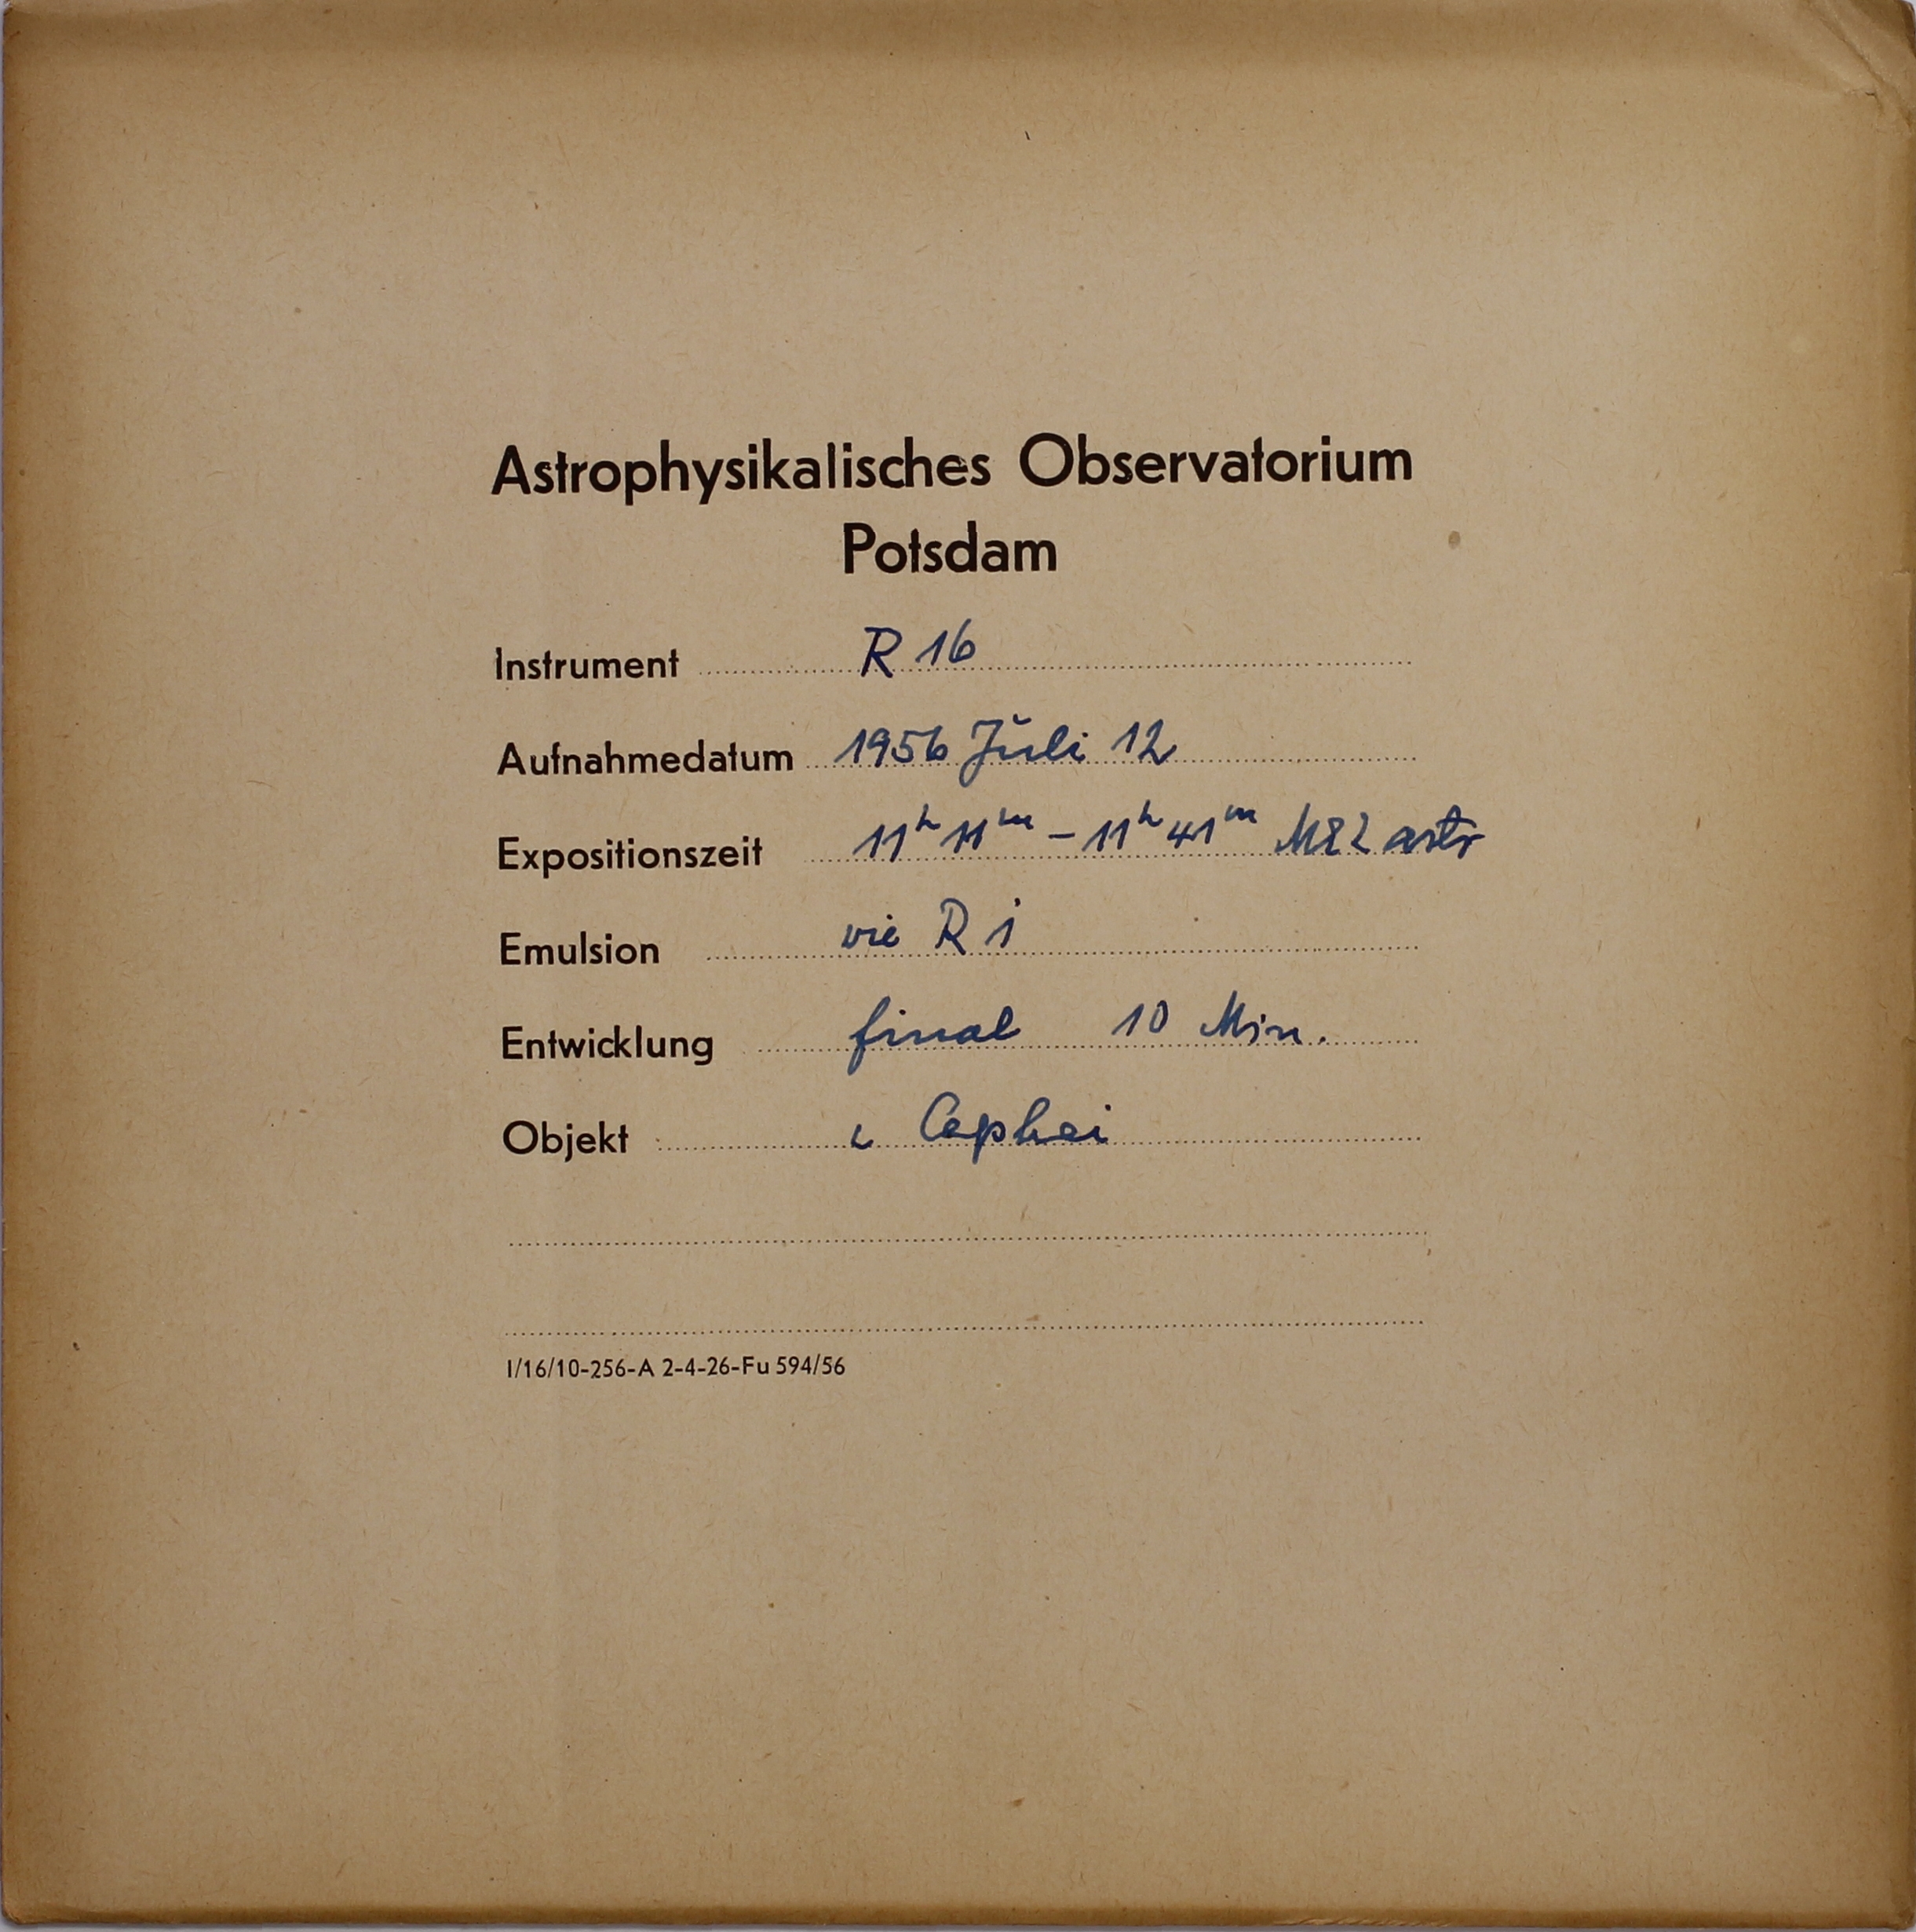 Astrophysikalisches Observatorium
Potsdam
Instrument R 16
Aufnahmedatum 1956 Juli 12
Expositionszeit 11ʰ 11ᵐ – 11ʰ 41ᵐ MEZ astr
Emulsion wie R 1
Entwicklung final 10 Min.
Objekt ι Cephei
I/16/10-256-A 2-4-26-Fu 594/56